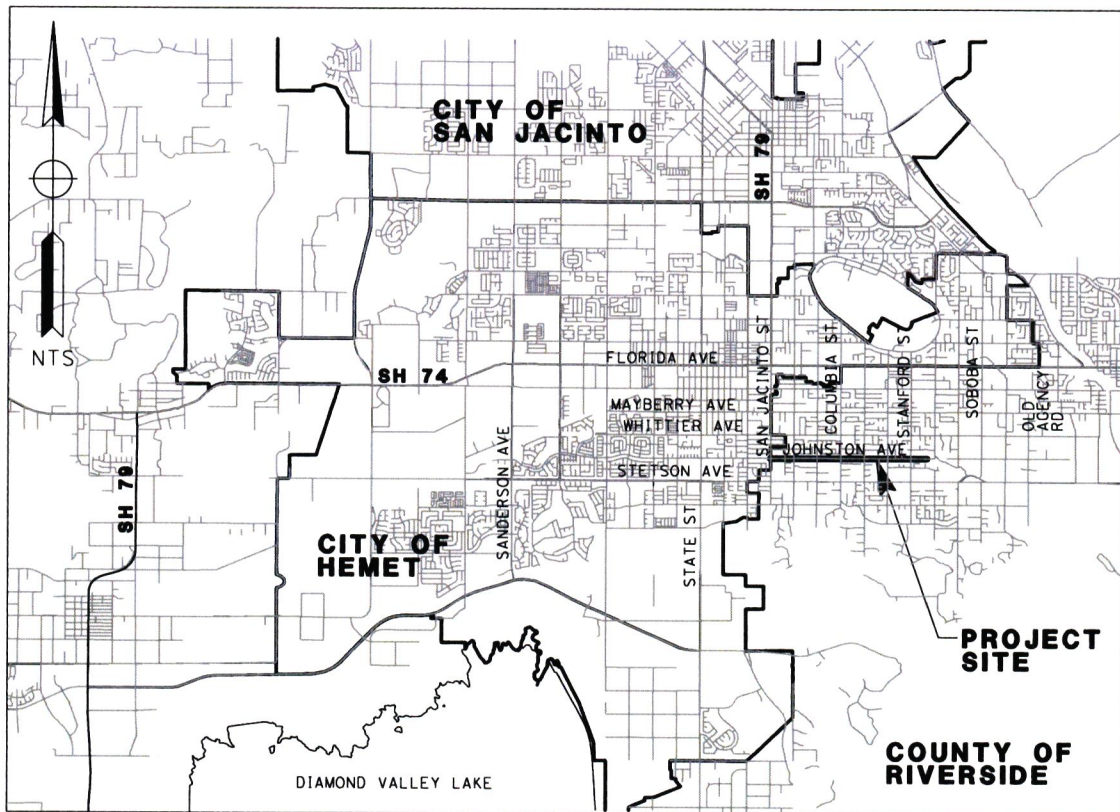 CITY OF
SAN JACINTO
SH 79
NTS
FLORIDA AVE
SH 74
MAYBERRY AVE
WHITTIER AVE
SAN JACINTO ST
COLUMBIA ST
STANFORD ST
SOBOBA ST
OLD
AGENCY
RD
JOHNSTON AVE
STETSON AVE
SANDERSON AVE
SH 79
CITY OF
HEMET
STATE ST
PROJECT
SITE
COUNTY OF
RIVERSIDE
DIAMOND VALLEY LAKE